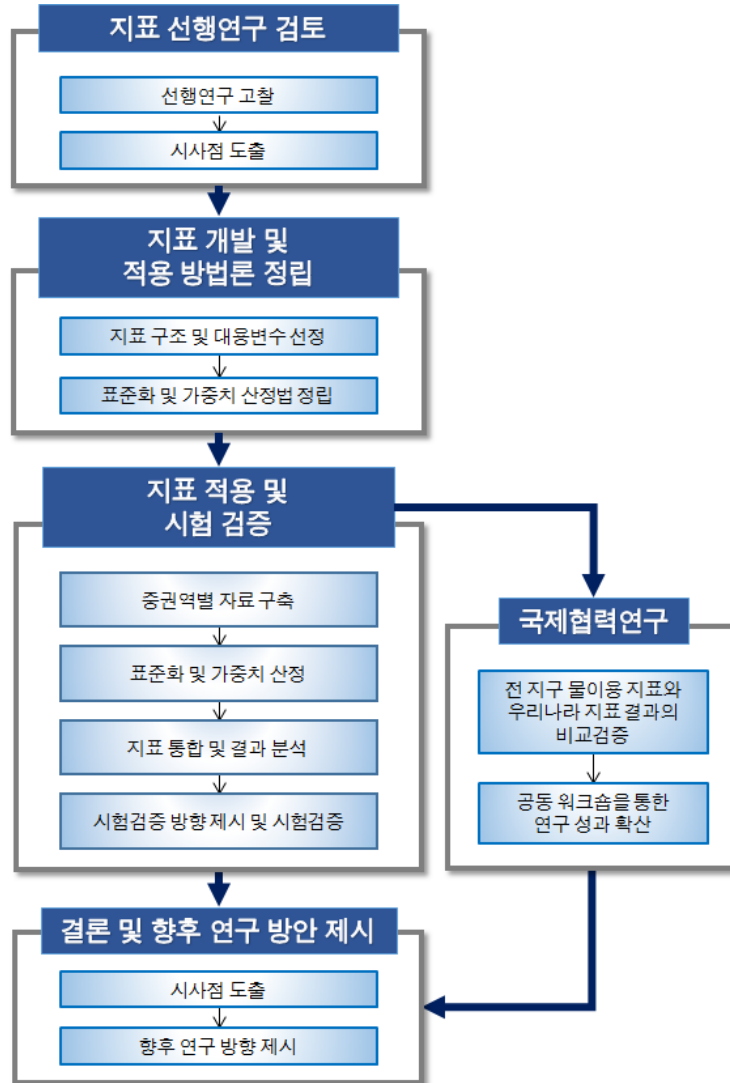 지표 선행연구 검토
선행연구 고찰
시사점 도출
지표 개발 및
적용 방법론 정립
지표 구조 및 대용변수 선정
표준화 및 가중치 산정법 정립
지표 적용 및
시험 검증
중권역별 자료 구축
표준화 및 가중치 산정
지표 통합 및 결과 분석
시험검증 방향 제시 및 시험검증
국제협력연구
전 지구 물이용 지표와
우리나라 지표 결과의
비교검증
공동 워크숍을 통한
연구 성과 확산
결론 및 향후 연구 방안 제시
시사점 도출
향후 연구 방향 제시